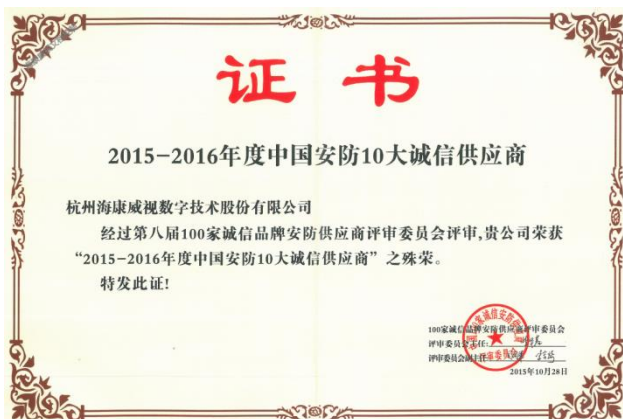 证 书
2015-2016年度中国安防10大诚信供应商
杭州海康威视数字技术股份有限公司
经过第八届100家诚信品牌安防供应商评审委员会评审,贵公司荣获
“2015-2016年度中国安防10大诚信供应商”之殊荣。
特发此证!
100家诚信品牌安防供应商评审委员会
评审委员会主任:
评审委员会副主任:
2015年10月28日